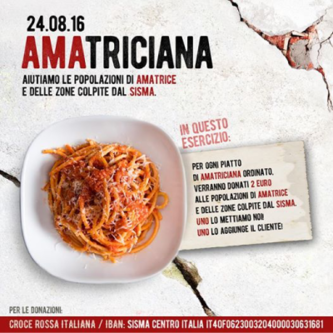 24.08.16
AMATRICIANA
AIUTIAMO LE POPOLAZIONI DI AMATRICE
E DELLE ZONE COLPITE DAL SISMA.
IN QUESTO
ESERCIZIO:
PER OGNI PIATTO
DI AMATRICIANA ORDINATO,
VERRANNO DONATI 2 EURO
ALLE POPOLAZIONI DI AMATRICE
E DELLE ZONE COLPITE DAL SISMA.
UNO LO METTIAMO NOI!
UNO LO AGGIUNGE IL CLIENTE!
PER LE DONAZIONI:
CROCE ROSSA ITALIANA / IBAN: SISMA CENTRO ITALIA IT40F0623003204000030631681